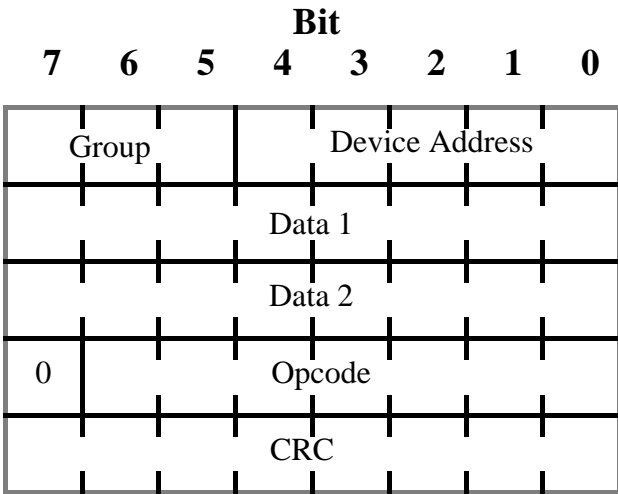 Bit
7 6 5 4 3 2 1 0
Group Device Address
Data 1
Data 2
0 Opcode
CRC